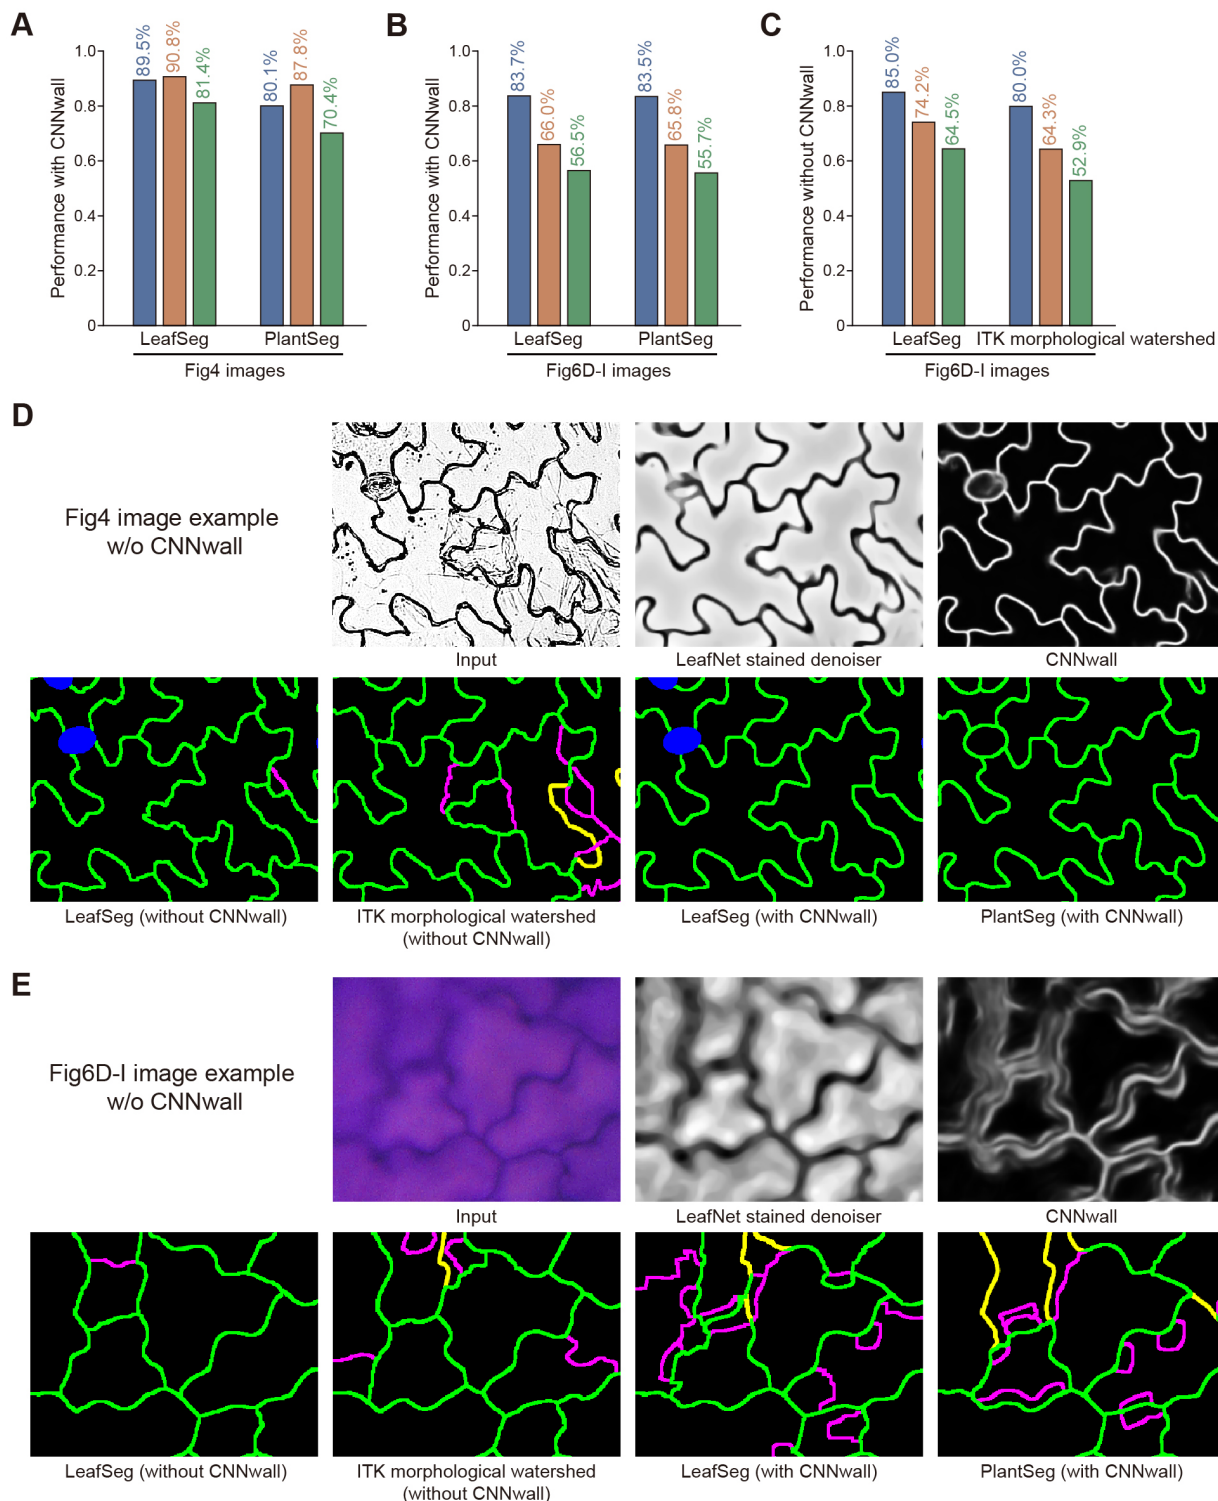 A
Performance with CNNwall
1.0
0.8
0.6
0.4
0.2
0
89.5%
90.8%
81.4%
80.1%
87.8%
70.4%
LeafSeg
PlantSeg
Fig4 images
B
Performance with CNNwall
1.0
0.8
0.6
0.4
0.2
0
83.7%
66.0%
56.5%
83.5%
65.8%
55.7%
LeafSeg
PlantSeg
Fig6D-I images
C
Performance without CNNwall
1.0
0.8
0.6
0.4
0.2
0
85.0%
74.2%
64.5%
80.0%
64.3%
52.9%
LeafSeg
ITK morphological watershed
Fig6D-I images
D
Fig4 image example
w/o CNNwall
Input
LeafNet stained denoiser
CNNwall
LeafSeg (without CNNwall)
ITK morphological watershed
(without CNNwall)
LeafSeg (with CNNwall)
PlantSeg (with CNNwall)
E
Fig6D-I image example
w/o CNNwall
Input
LeafNet stained denoiser
CNNwall
LeafSeg (without CNNwall)
ITK morphological watershed
(without CNNwall)
LeafSeg (with CNNwall)
PlantSeg (with CNNwall)